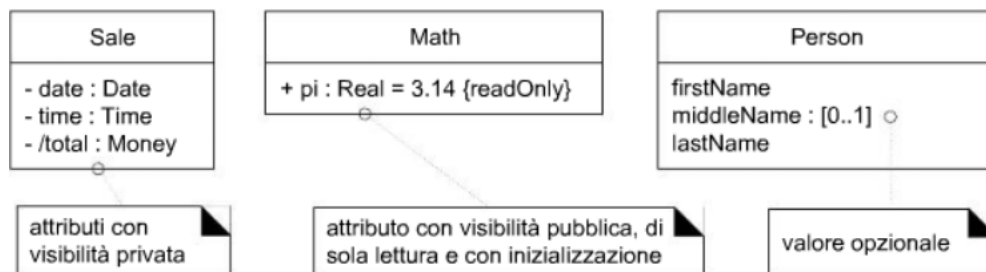 Sale
- date : Date
- time : Time
- /total : Money
attributi con
visibilità privata
Math
+ pi : Real = 3.14 {readOnly}
attributo con visibilità pubblica, di
sola lettura e con inizializzazione
Person
firstName
middleName : [0..1]
lastName
valore opzionale